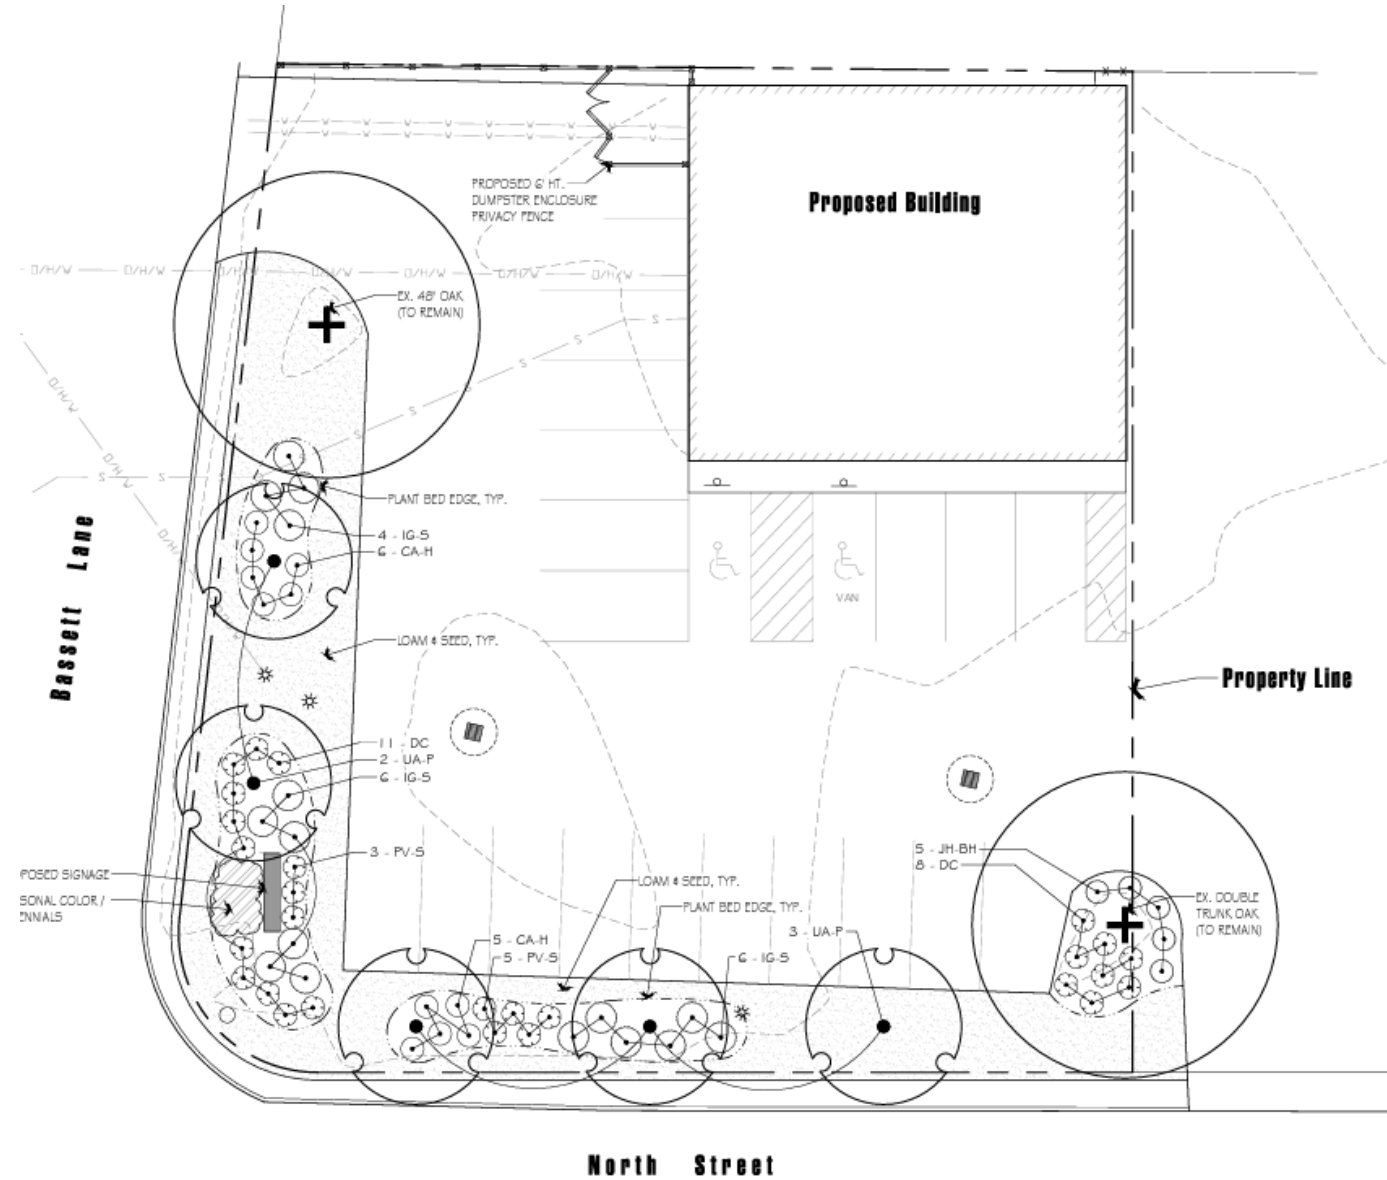 PROPOSED 6' HT.
DUMPSTER ENCLOSURE
PRIVACY FENCE
Proposed Building
O/H/W
O/H/W
O/H/W
O/H/W
O/H/W
O/H/W
O/H/W
EX. 48" OAK
(TO REMAIN)
S
S
S
O/H/W
O/H/W
S
S
O/H/
PLANT BED EDGE, TYP.
4 - IG-S
6 - CA-H
VAN
Bassett Lane
LOAM & SEED, TYP.
Property Line
11 - DC
2 - UA-P
6 - IG-S
3 - PV-S
POSED SIGNAGE
SONAL COLOR /
ENNIALS
LOAM & SEED, TYP.
PLANT BED EDGE, TYP.
5 - JH-BH
8 - DC
EX. DOUBLE
TRUNK OAK
(TO REMAIN)
3 - UA-P
5 - CA-H
5 - PV-S
6 - IG-S
North Street